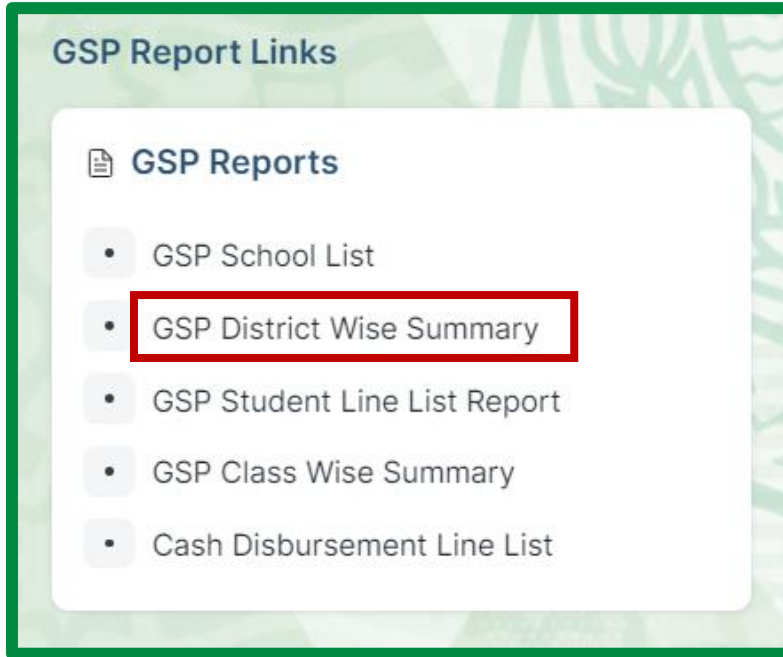 GSP Report Links
GSP Reports
GSP School List
GSP District Wise Summary
GSP Student Line List Report
GSP Class Wise Summary
Cash Disbursement Line List